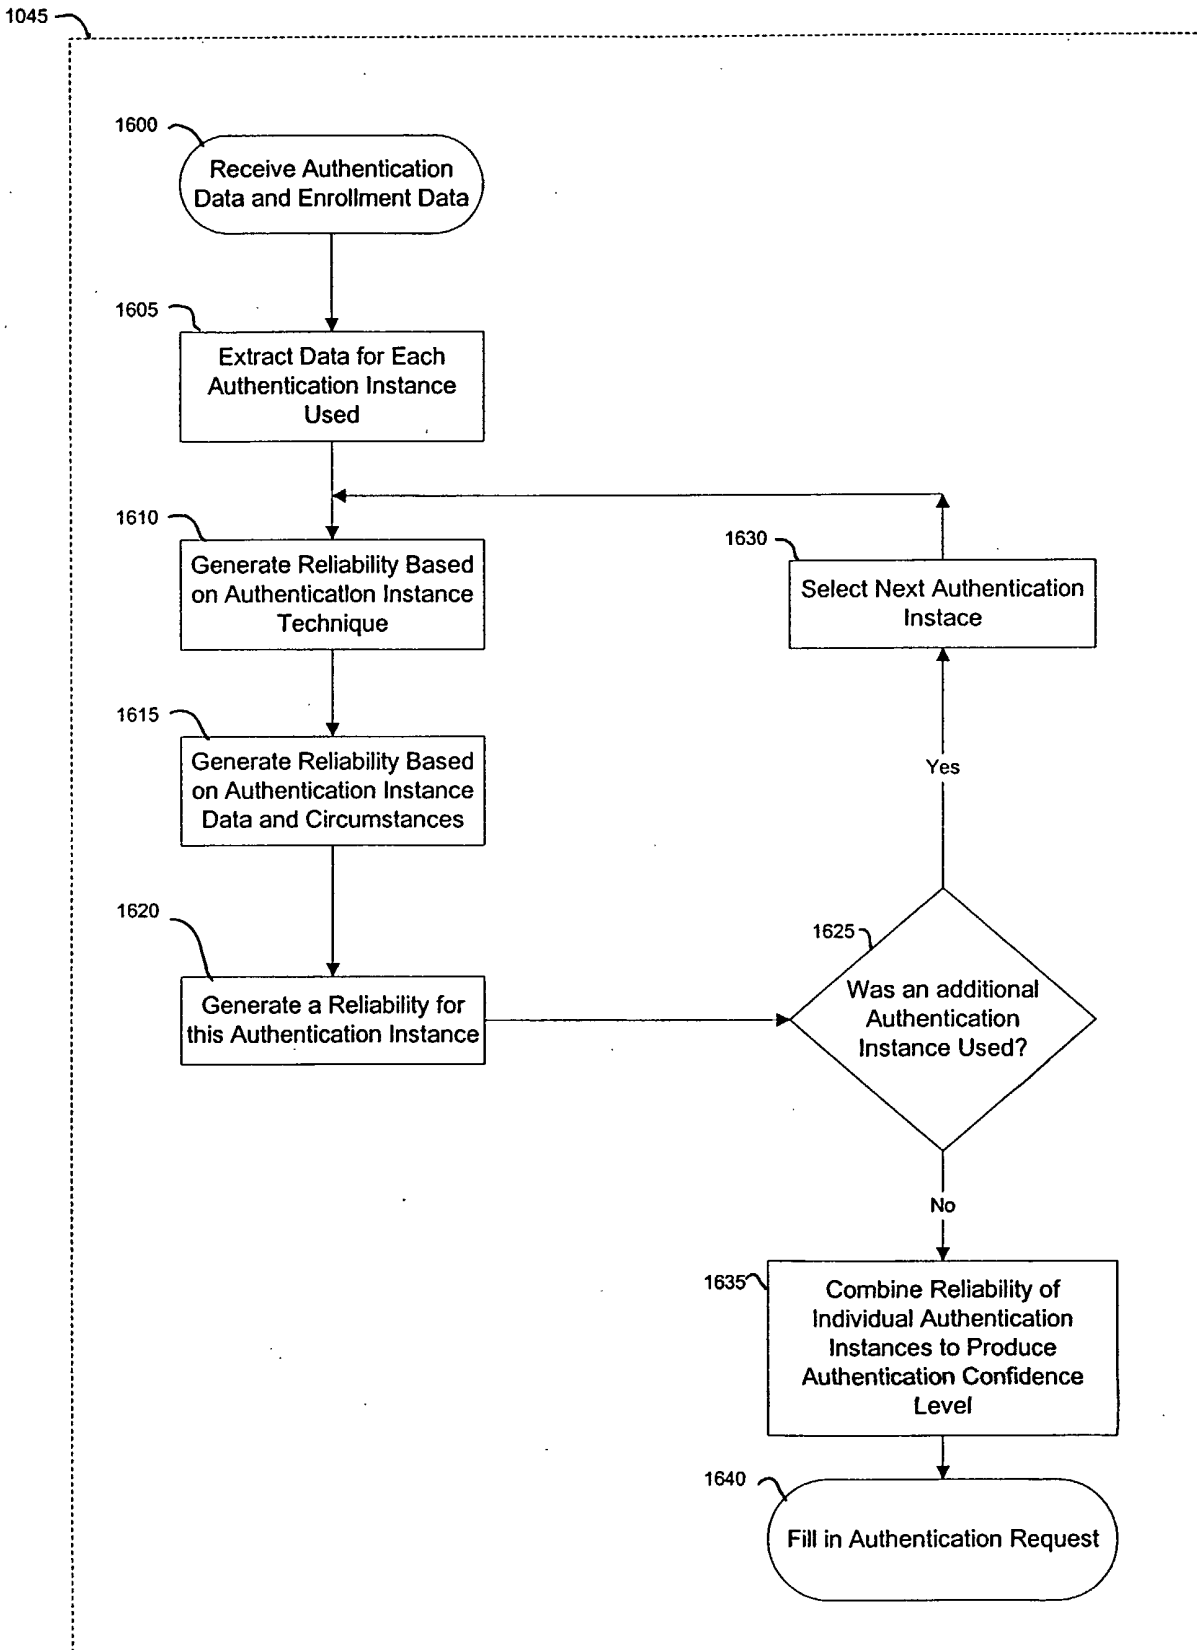 1045
1600
Receive Authentication
Data and Enrollment Data
1605
Extract Data for Each
Authentication Instance
Used
1610
Generate Reliability Based
on Authentication Instance
Technique
1630
Select Next Authentication
Instace
1615
Generate Reliability Based
on Authentication Instance
Data and Circumstances
Yes
1620
Generate a Reliability for
this Authentication Instance
1625
Was an additional
Authentication
Instance Used?
No
1635
Combine Reliability of
Individual Authentication
Instances to Produce
Authentication Confidence
Level
1640
Fill in Authentication Request